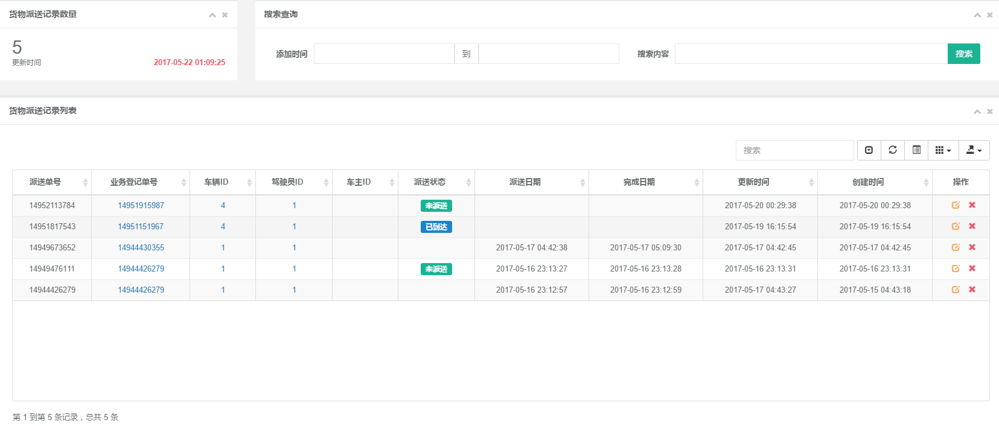 货物派送记录数量
5
更新时间 2017-05-22 01:09:25
搜索查询
添加时间 到 搜索内容 搜索
货物派送记录列表
搜索
派送单号 业务登记单号 车辆ID 驾驶员ID 车主ID 派送状态 派送日期 完成日期 更新时间 创建时间 操作
14952113784 14951915987 4 1 未派送 2017-05-20 00:29:38 2017-05-20 00:29:38
14951817543 14951151967 4 1 已到达 2017-05-19 16:15:54 2017-05-19 16:15:54
14949673652 14944430355 1 1 2017-05-17 04:42:38 2017-05-17 05:09:30 2017-05-17 04:42:45 2017-05-17 04:42:45
14949476111 14944426279 1 1 未派送 2017-05-16 23:13:27 2017-05-16 23:13:28 2017-05-16 23:13:31 2017-05-16 23:13:31
14944426279 14944426279 1 1 2017-05-16 23:12:57 2017-05-16 23:12:59 2017-05-17 04:43:27 2017-05-15 04:43:18
第 1 到第 5 条记录，总共 5 条